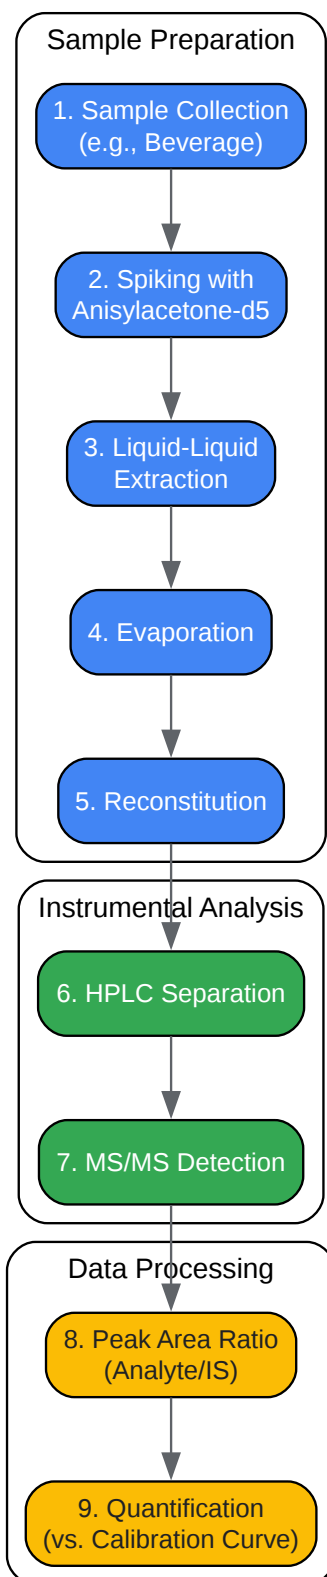 Sample Preparation
1. Sample Collection
(e.g., Beverage)
2. Spiking with
Anisylacetone-d5
3. Liquid-Liquid
Extraction
4. Evaporation
5. Reconstitution
Instrumental Analysis
6. HPLC Separation
7. MS/MS Detection
Data Processing
8. Peak Area Ratio
(Analyte/IS)
9. Quantification
(vs. Calibration Curve)